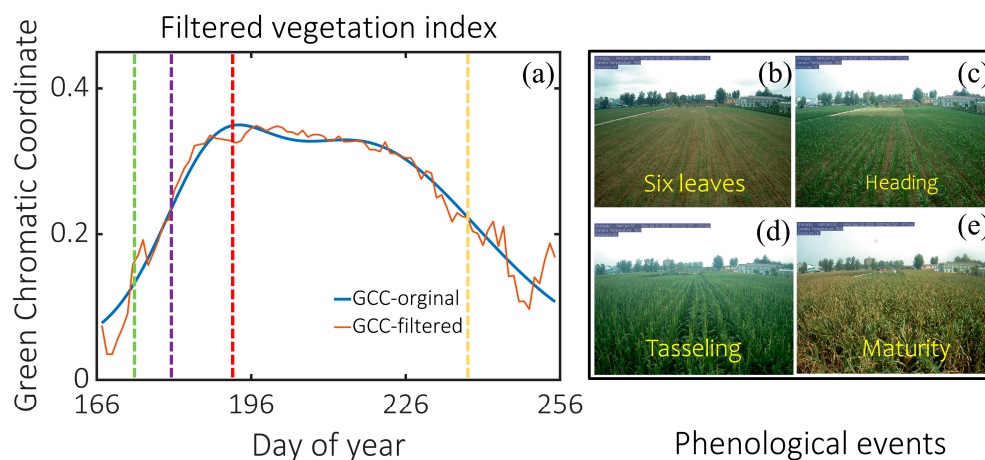 Filtered vegetation index
Green Chromatic Coordinate
(a)
0.4
0.2
0
GCC-orginal
GCC-filtered
166
196
226
256
Day of year
(b)
Six leaves
(c)
Heading
(d)
Tasseling
(e)
Maturity
Phenological events